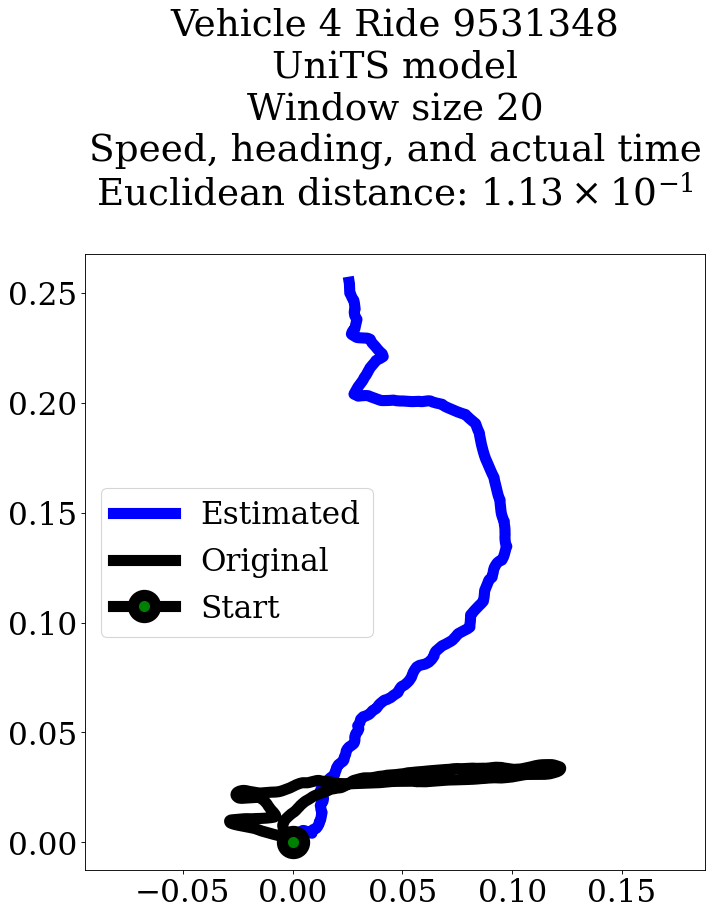 Vehicle 4 Ride 9531348
UniTS model
Window size 20
Speed, heading, and actual time
Euclidean distance: 1.13 × 10⁻¹
0.25
0.20
0.15
0.10
0.05
0.00
Estimated
Original
Start
−0.05 0.00 0.05 0.10 0.15